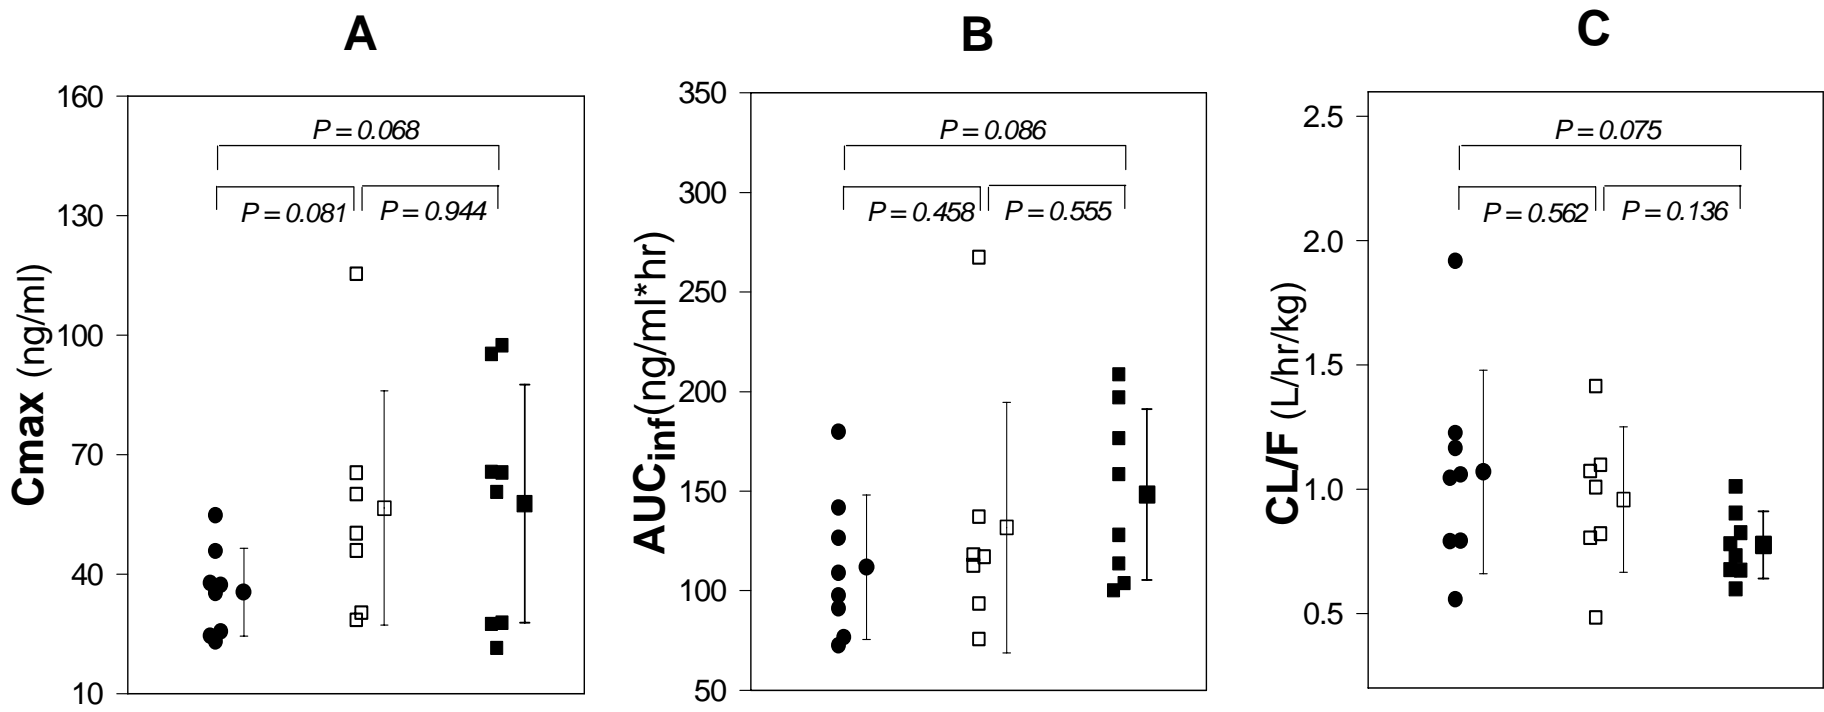 A
Cmax (ng/ml)
160
130
100
70
40
10
P = 0.068
P = 0.081
P = 0.944
B
AUCinf(ng/ml*hr)
350
300
250
200
150
100
50
P = 0.086
P = 0.458
P = 0.555
C
CL/F (L/hr/kg)
2.5
2.0
1.5
1.0
0.5
P = 0.075
P = 0.562
P = 0.136